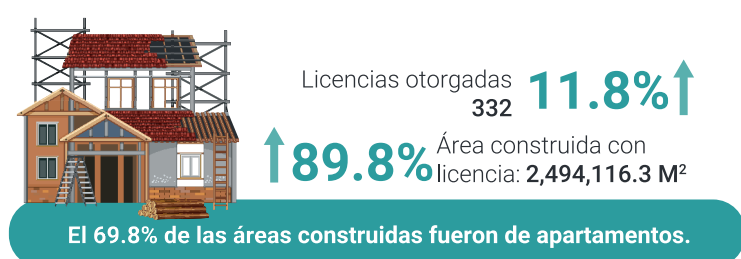 Licencias otorgadas
332
11.8%
89.8%
Área construida con
licencia: 2,494,116.3 M²
El 69.8% de las áreas construidas fueron de apartamentos.